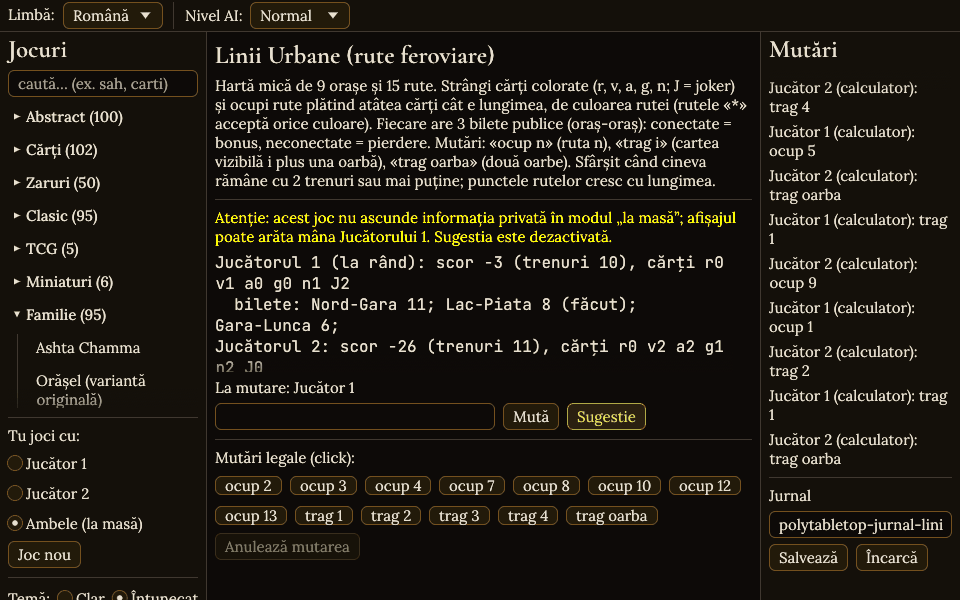 Limbă:
Română
Nivel AI:
Normal
Jocuri
caută... (ex. sah, carti)
Abstract (100)
Cărți (102)
Zaruri (50)
Clasic (95)
TCG (5)
Miniaturi (6)
Familie (95)
Ashta Chamma
Orășel (variantă
originală)
Tu joci cu:
Jucător 1
Jucător 2
Ambele (la masă)
Joc nou
Temă:
Clar
Întunecat
Linii Urbane (rute feroviare)
Hartă mică de 9 orașe și 15 rute. Strângi cărți colorate (r, v, a, g, n; J = joker)
și ocupi rute plătind atâtea cărți cât e lungimea, de culoarea rutei (rutele «*»
acceptă orice culoare). Fiecare are 3 bilete publice (oraș-oraș): conectate =
bonus, neconectate = pierdere. Mutări: «ocup n» (ruta n), «trag i» (cartea
vizibilă i plus una oarbă), «trag oarba» (două oarbe). Sfârșit când cineva
rămâne cu 2 trenuri sau mai puține; punctele rutelor cresc cu lungimea.
Atenție: acest joc nu ascunde informația privată în modul „la masă”; afișajul
poate arăta mâna Jucătorului 1. Sugestia este dezactivată.
Jucătorul 1 (la rând): scor -3 (trenuri 10), cărți r0
v1 a0 g0 n1 J2
bilete: Nord-Gara 11; Lac-Piata 8 (făcut);
Gara-Lunca 6;
Jucătorul 2: scor -26 (trenuri 11), cărți r0 v2 a2 g1
n2 J0
La mutare: Jucător 1
Mută
Sugestie
Mutări legale (click):
ocup 2
ocup 3
ocup 4
ocup 7
ocup 8
ocup 10
ocup 12
ocup 13
trag 1
trag 2
trag 3
trag 4
trag oarba
Anulează mutarea
Mutări
Jucător 2 (calculator):
trag 4
Jucător 1 (calculator):
ocup 5
Jucător 2 (calculator):
trag oarba
Jucător 1 (calculator): trag
1
Jucător 2 (calculator):
ocup 9
Jucător 1 (calculator):
ocup 1
Jucător 2 (calculator):
trag 2
Jucător 1 (calculator): trag
1
Jucător 2 (calculator):
trag oarba
Jurnal
polytabletop-jurnal-lini
Salvează
Încarcă